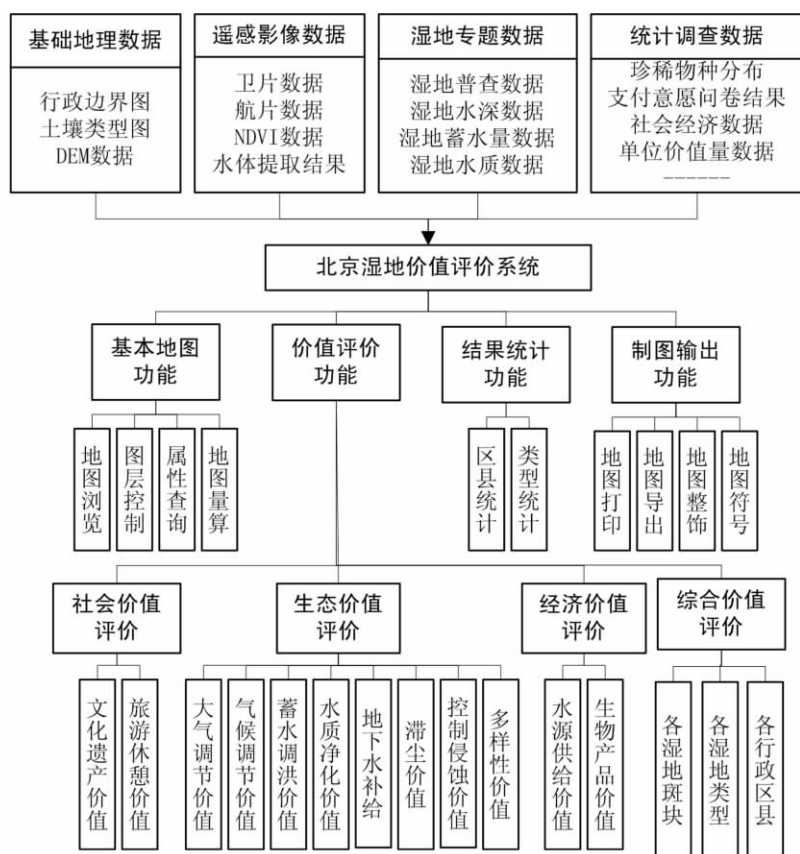 基础地理数据
行政边界图
土壤类型图
DEM数据
遥感影像数据
卫片数据
航片数据
NDVI数据
水体提取结果
湿地专题数据
湿地普查数据
湿地水深数据
湿地蓄水量数据
湿地水质数据
统计调查数据
珍稀物种分布
支付意愿问卷结果
社会经济数据
单位价值量数据
------
北京湿地价值评价系统
基本地图
功能
价值评价
功能
结果统计
功能
制图输出
功能
地图浏览
图层控制
属性查询
地图量算
区县统计
类型统计
地图打印
地图导出
地图整饰
地图符号
社会价值
评价
生态价值
评价
经济价值
评价
综合价值
评价
文化遗产价值
旅游休憩价值
大气调节价值
气候调节价值
蓄水调洪价值
水质净化价值
地下水补给
滞尘价值
控制侵蚀价值
多样性价值
水源供给价值
生物产品价值
各湿地斑块
各湿地类型
各行政区县